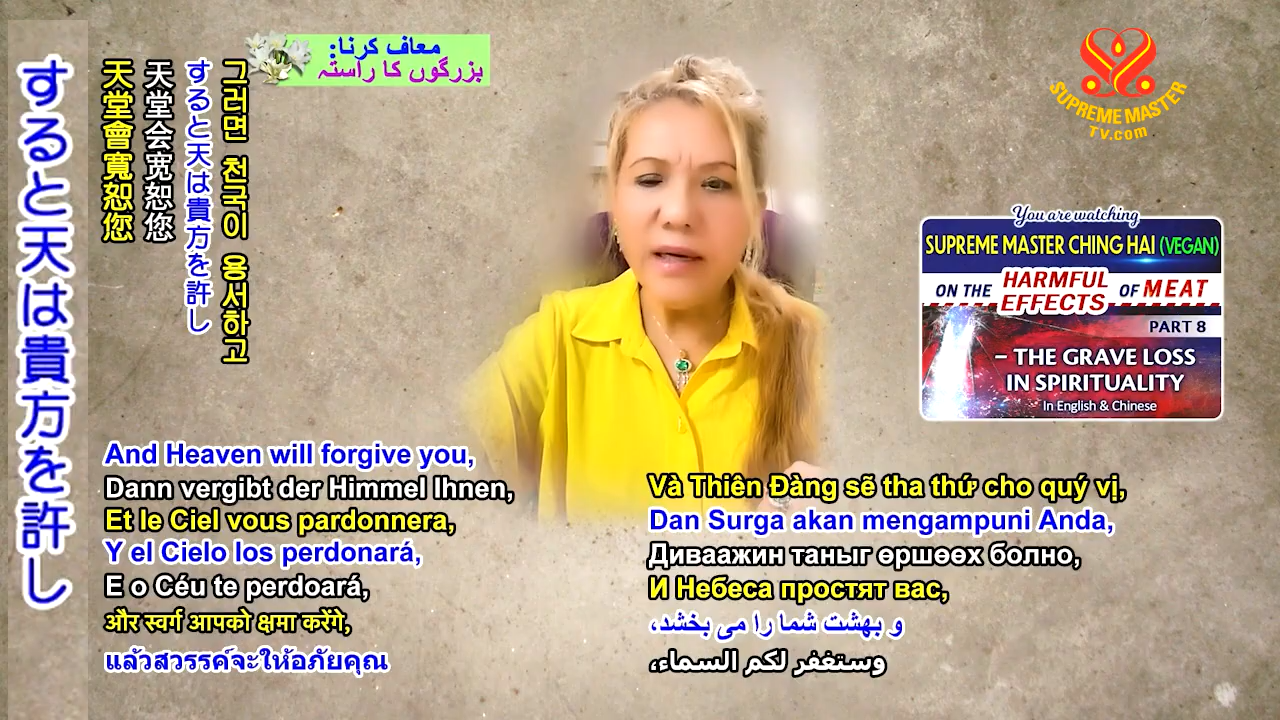 すると天は貴方を許し
天堂會寬恕您
天堂会宽恕您
すると天は貴方を許し
그러면 천국이 용서하고
معاف کرنا:
بزرگوں کا راستہ
SUPREME MASTER
TV.com
You are watching
SUPREME MASTER CHING HAI (VEGAN)
ON THE HARMFUL EFFECTS OF MEAT
PART 8
– THE GRAVE LOSS
IN SPIRITUALITY
In English & Chinese
And Heaven will forgive you,
Dann vergibt der Himmel Ihnen,
Et le Ciel vous pardonnera,
Y el Cielo los perdonará,
E o Céu te perdoará,
और स्वर्ग आपको क्षमा करेंगे,
แล้วสวรรค์จะให้อภัยคุณ
Và Thiên Đàng sẽ tha thứ cho quý vị,
Dan Surga akan mengampuni Anda,
Диваажин таныг өршөөх болно,
И Небеса простят вас,
و بهشت شما را می بخشد،
وستغفر لكم السماء،